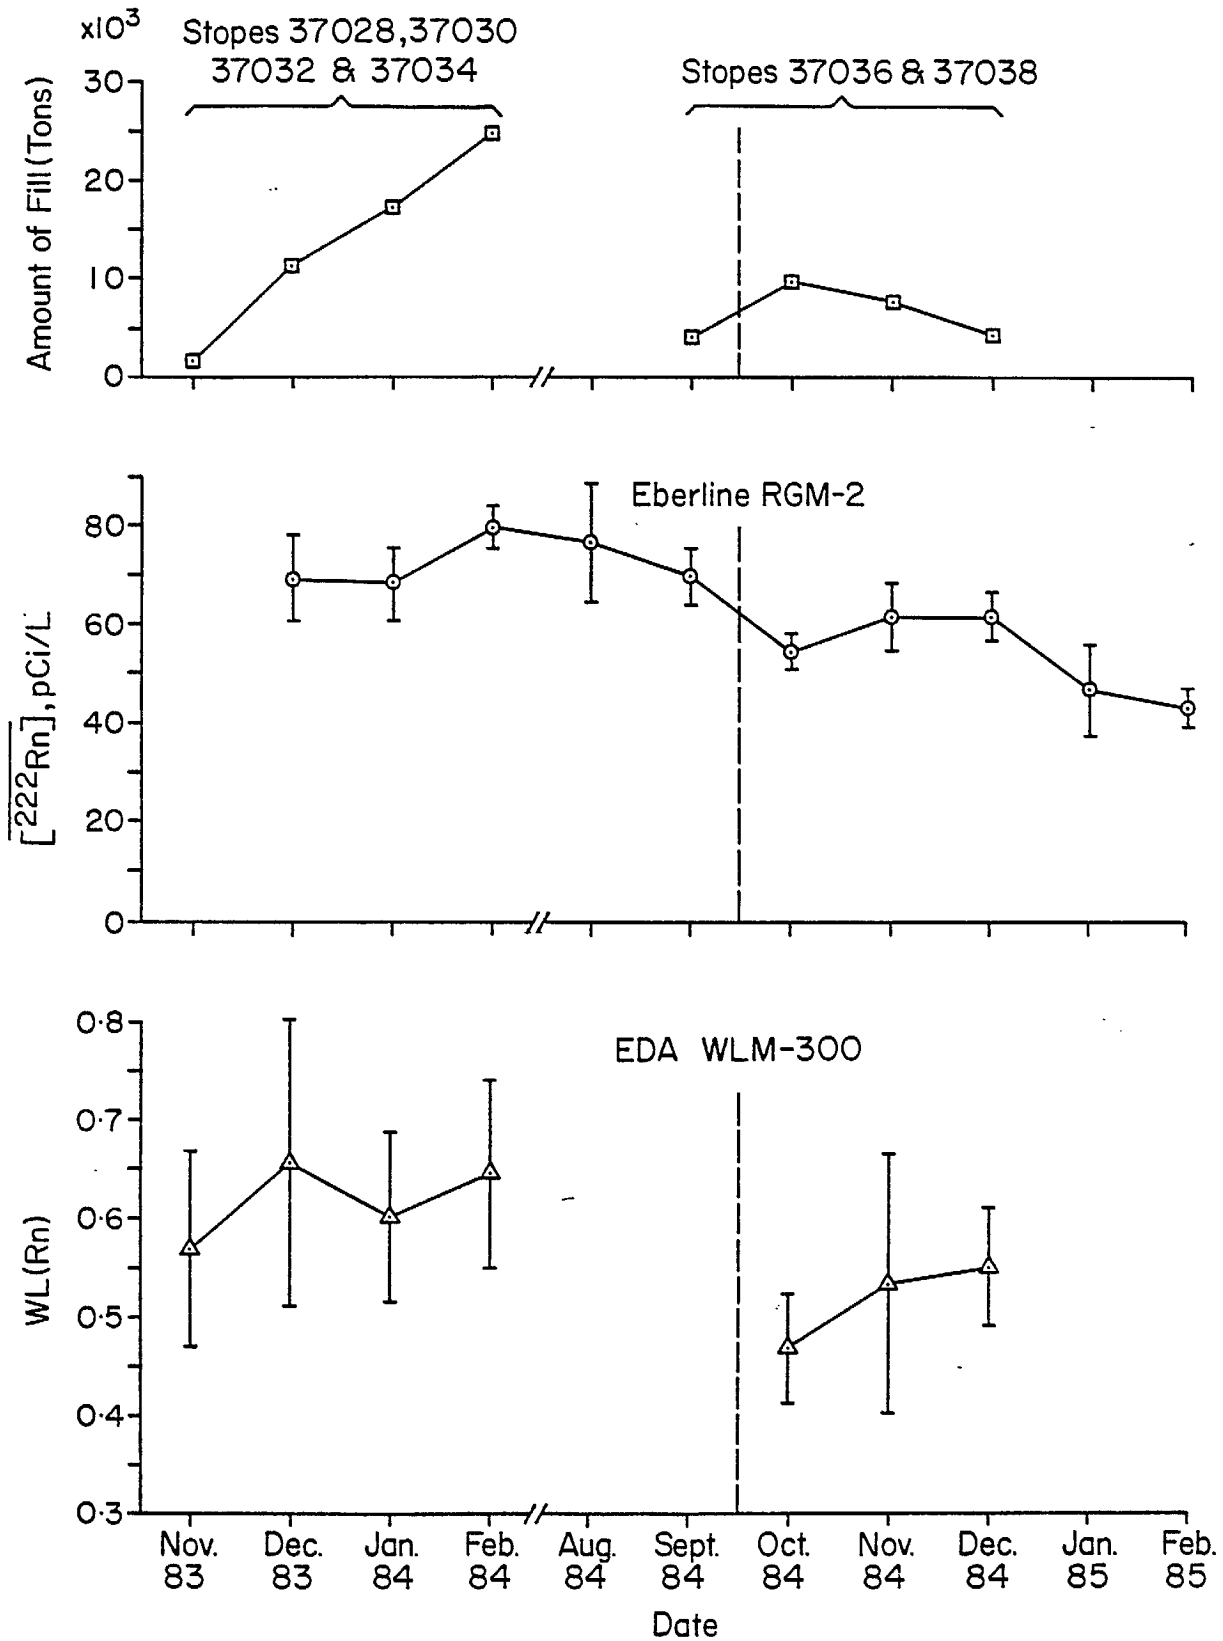 x10³
Stopes 37028,37030
37032 & 37034
Stopes 37036 & 37038
30
20
10
0
Amount of Fill (Tons)
Eberline RGM-2
80
60
40
20
0
[²²²Rn], pCi/L
EDA WLM-300
0·8
0·7
0·6
0·5
0·4
0·3
WL(Rn)
Nov. Dec. Jan. Feb. Aug. Sept. Oct. Nov. Dec. Jan. Feb.
83 83 84 84 84 84 84 84 84 85 85
Date